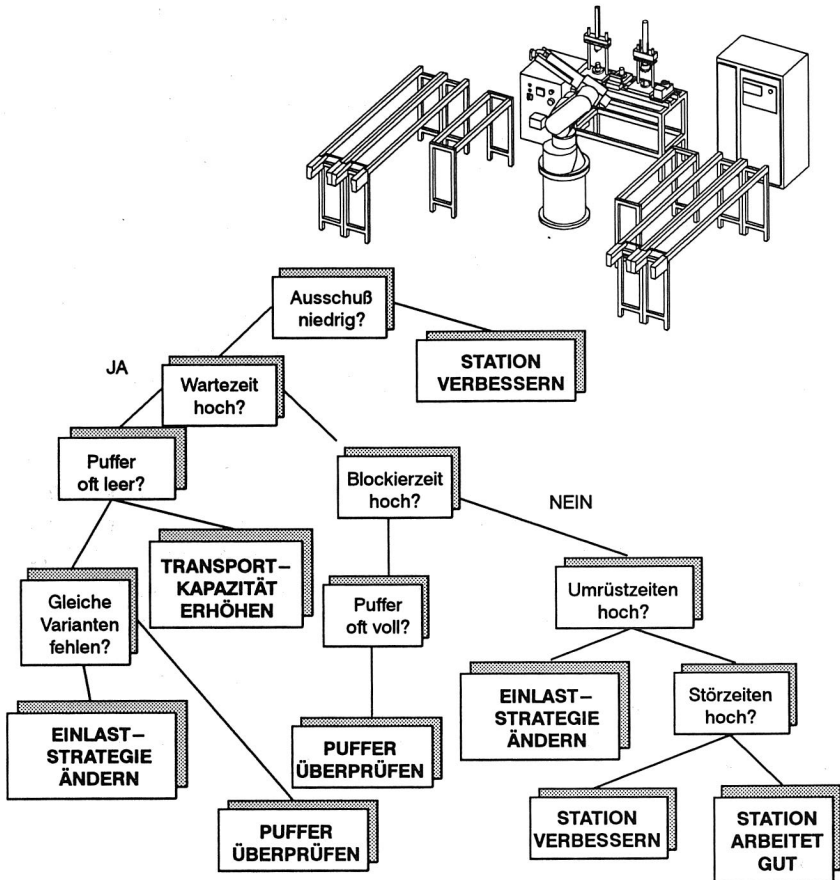 Ausschuß
niedrig?
STATION
VERBESSERN
JA
Wartezeit
hoch?
Puffer
oft leer?
Blockierzeit
hoch?
NEIN
TRANSPORT–
KAPAZITÄT
ERHÖHEN
Gleiche
Varianten
fehlen?
Puffer
oft voll?
Umrüstzeiten
hoch?
EINLAST–
STRATEGIE
ÄNDERN
PUFFER
ÜBERPRÜFEN
EINLAST–
STRATEGIE
ÄNDERN
Störzeiten
hoch?
PUFFER
ÜBERPRÜFEN
STATION
VERBESSERN
STATION
ARBEITET
GUT